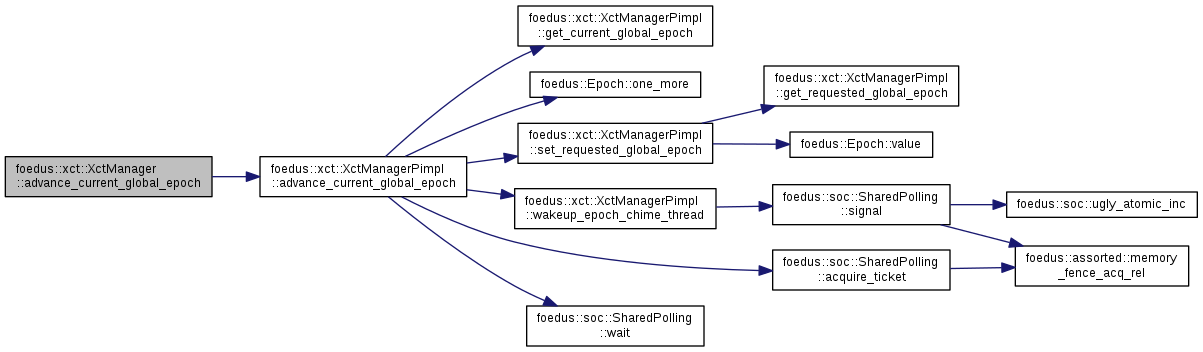 foedus::xct::XctManager
::advance_current_global_epoch
foedus::xct::XctManagerPimpl
::advance_current_global_epoch
foedus::xct::XctManagerPimpl
::get_current_global_epoch
foedus::Epoch::one_more
foedus::xct::XctManagerPimpl
::set_requested_global_epoch
foedus::xct::XctManagerPimpl
::wakeup_epoch_chime_thread
foedus::soc::SharedPolling
::wait
foedus::xct::XctManagerPimpl
::get_requested_global_epoch
foedus::Epoch::value
foedus::soc::SharedPolling
::signal
foedus::soc::SharedPolling
::acquire_ticket
foedus::soc::ugly_atomic_inc
foedus::assorted::memory
_fence_acq_rel